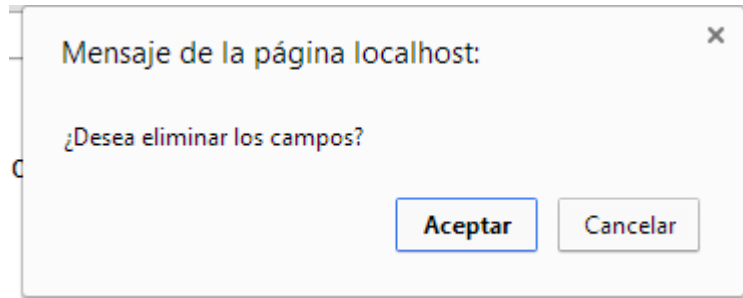 Mensaje de la página localhost:
¿Desea eliminar los campos?
Aceptar
Cancelar